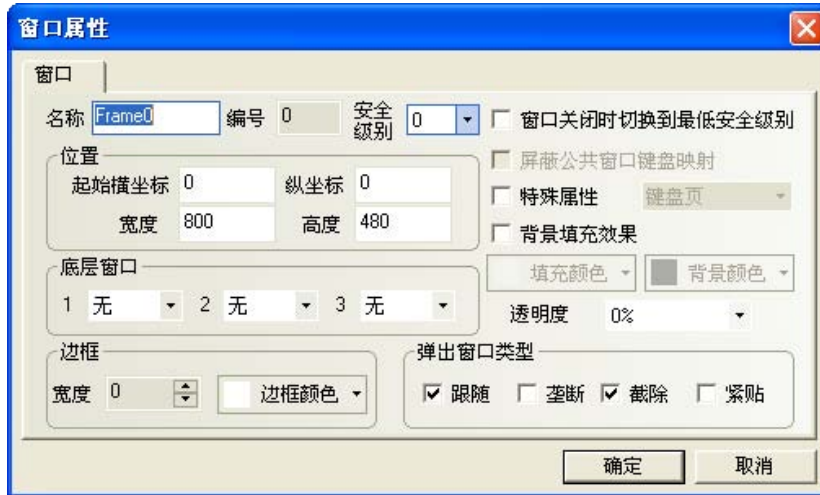 窗口属性
窗口
名称 Frame0 编号 0 安全级别 0 窗口关闭时切换到最低安全级别
位置
屏蔽公共窗口键盘映射
起始横坐标 0 纵坐标 0
特殊属性 键盘页
宽度 800 高度 480
背景填充效果
底层窗口
填充颜色 背景颜色
1 无 2 无 3 无
透明度 0%
边框
弹出窗口类型
宽度 0 边框颜色
跟随 垄断 截除 紧贴
确定 取消